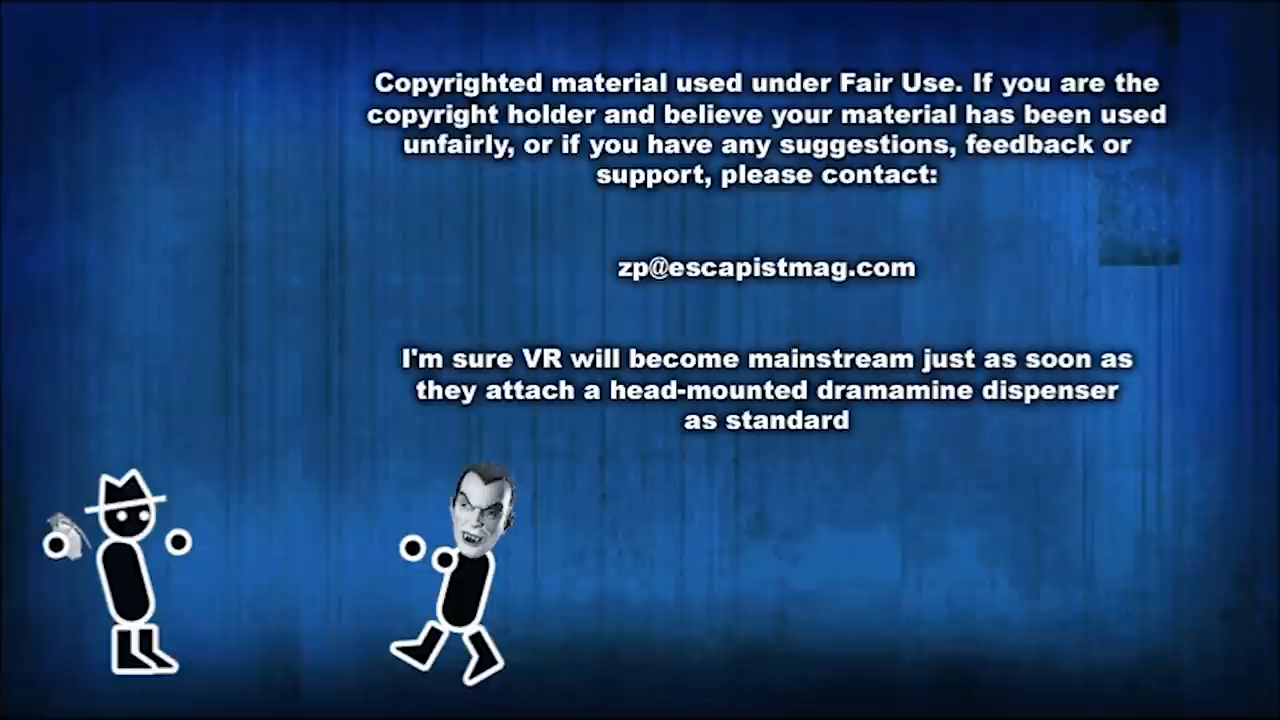 Copyrighted material used under Fair Use. If you are the
copyright holder and believe your material has been used
unfairly, or if you have any suggestions, feedback or
support, please contact:
zp@escapistmag.com
I'm sure VR will become mainstream just as soon as
they attach a head-mounted dramamine dispenser
as standard